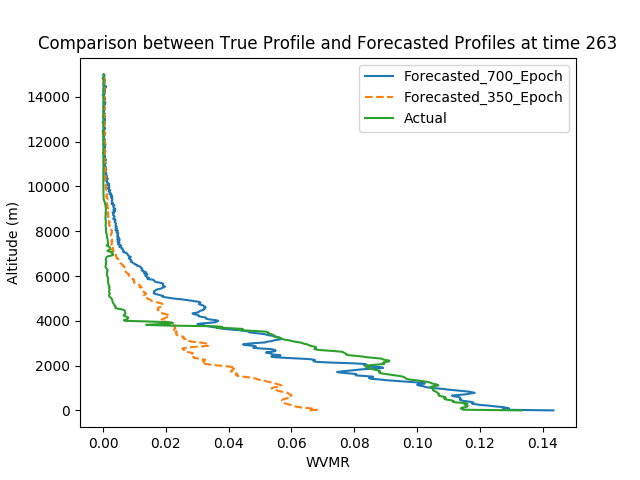 Comparison between True Profile and Forecasted Profiles at time 263
Forecasted_700_Epoch
Forecasted_350_Epoch
Actual
14000
12000
10000
8000
6000
4000
2000
0
Altitude (m)
0.00 0.02 0.04 0.06 0.08 0.10 0.12 0.14
WVMR